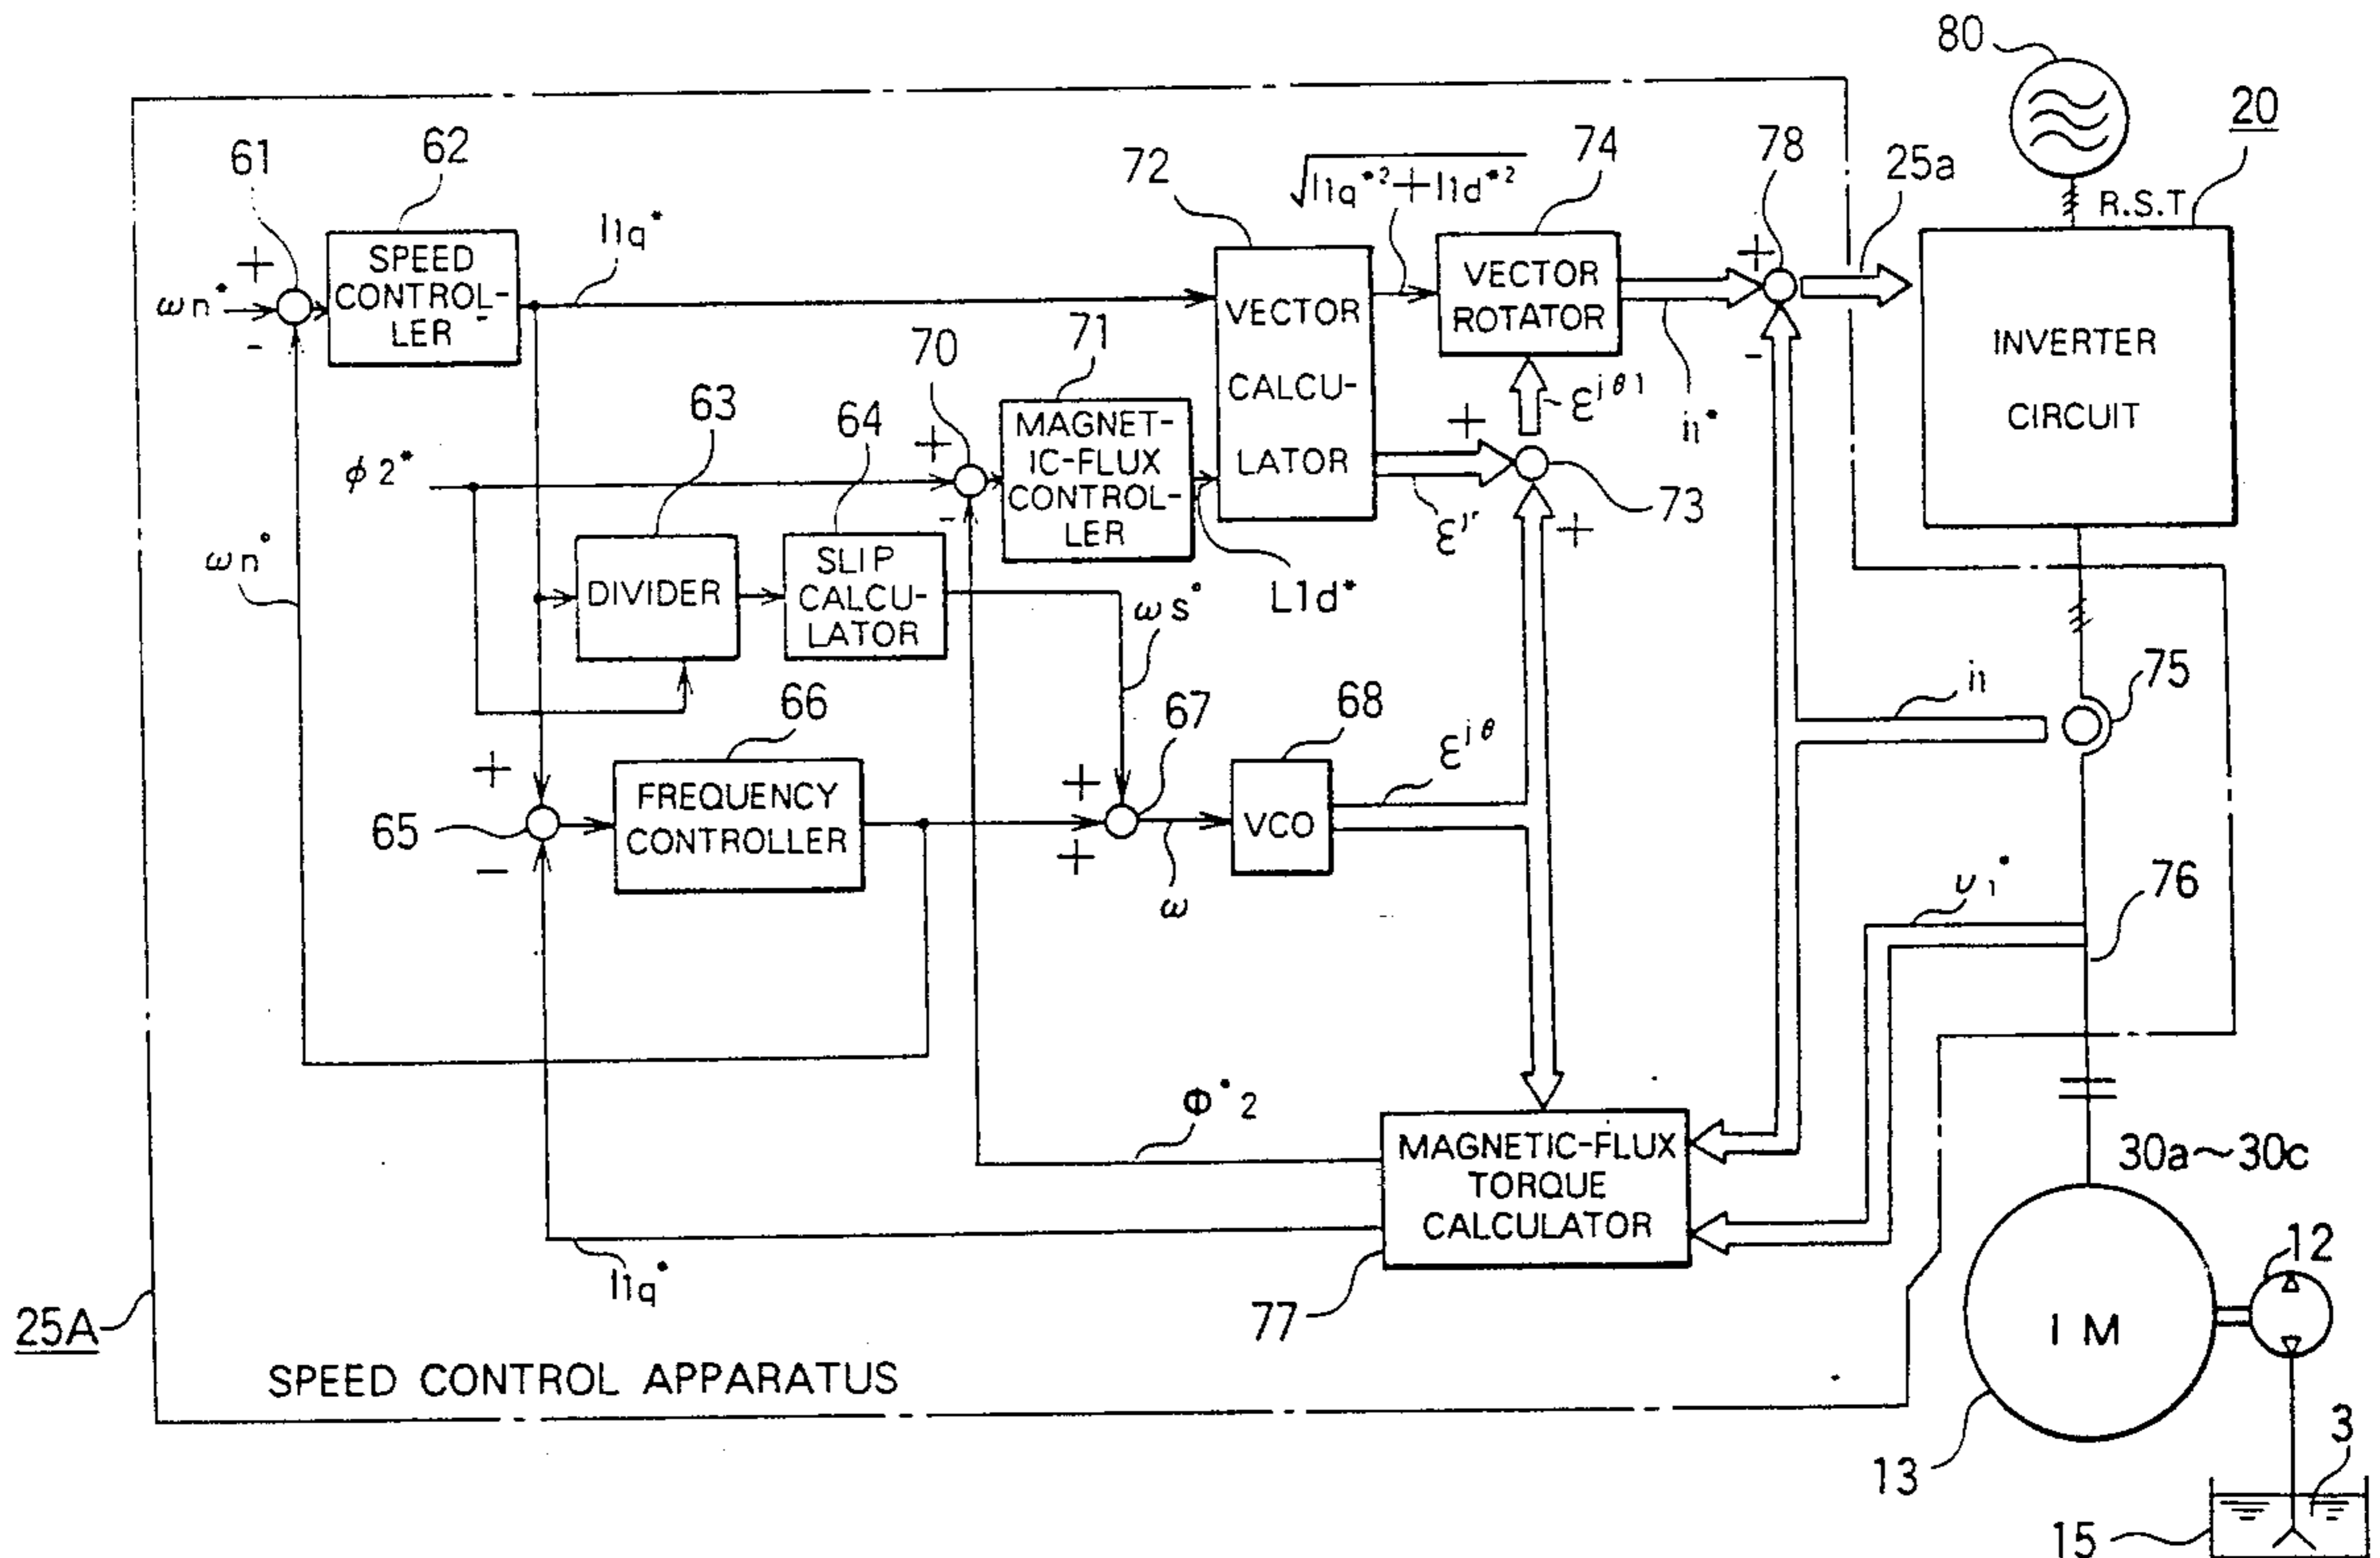 80
20
61
62
72
√I1q*2+I1d*2
74
78
25a
R.S.T
I1q*
+
ωn*
-
SPEED
CONTROL-
LER
VECTOR
CALCU-
LATOR
VECTOR
ROTATOR
+
-
INVERTER
CIRCUIT
70
71
εjθ1
i1*
63
64
+
-
φ2*
MAGNET-
IC-FLUX
CONTROL-
LER
+
73
+
L1d*
ωn°
DIVIDER
SLIP
CALCU-
LATOR
ωs°
i1
75
66
67
68
εjθ
+
65
-
FREQUENCY
CONTROLLER
+
+
ω
VCO
υ1°
76
Φ°2
MAGNETIC-FLUX
TORQUE
CALCULATOR
30a~30c
I1q°
77
12
IM
25A
SPEED CONTROL APPARATUS
13
3
15